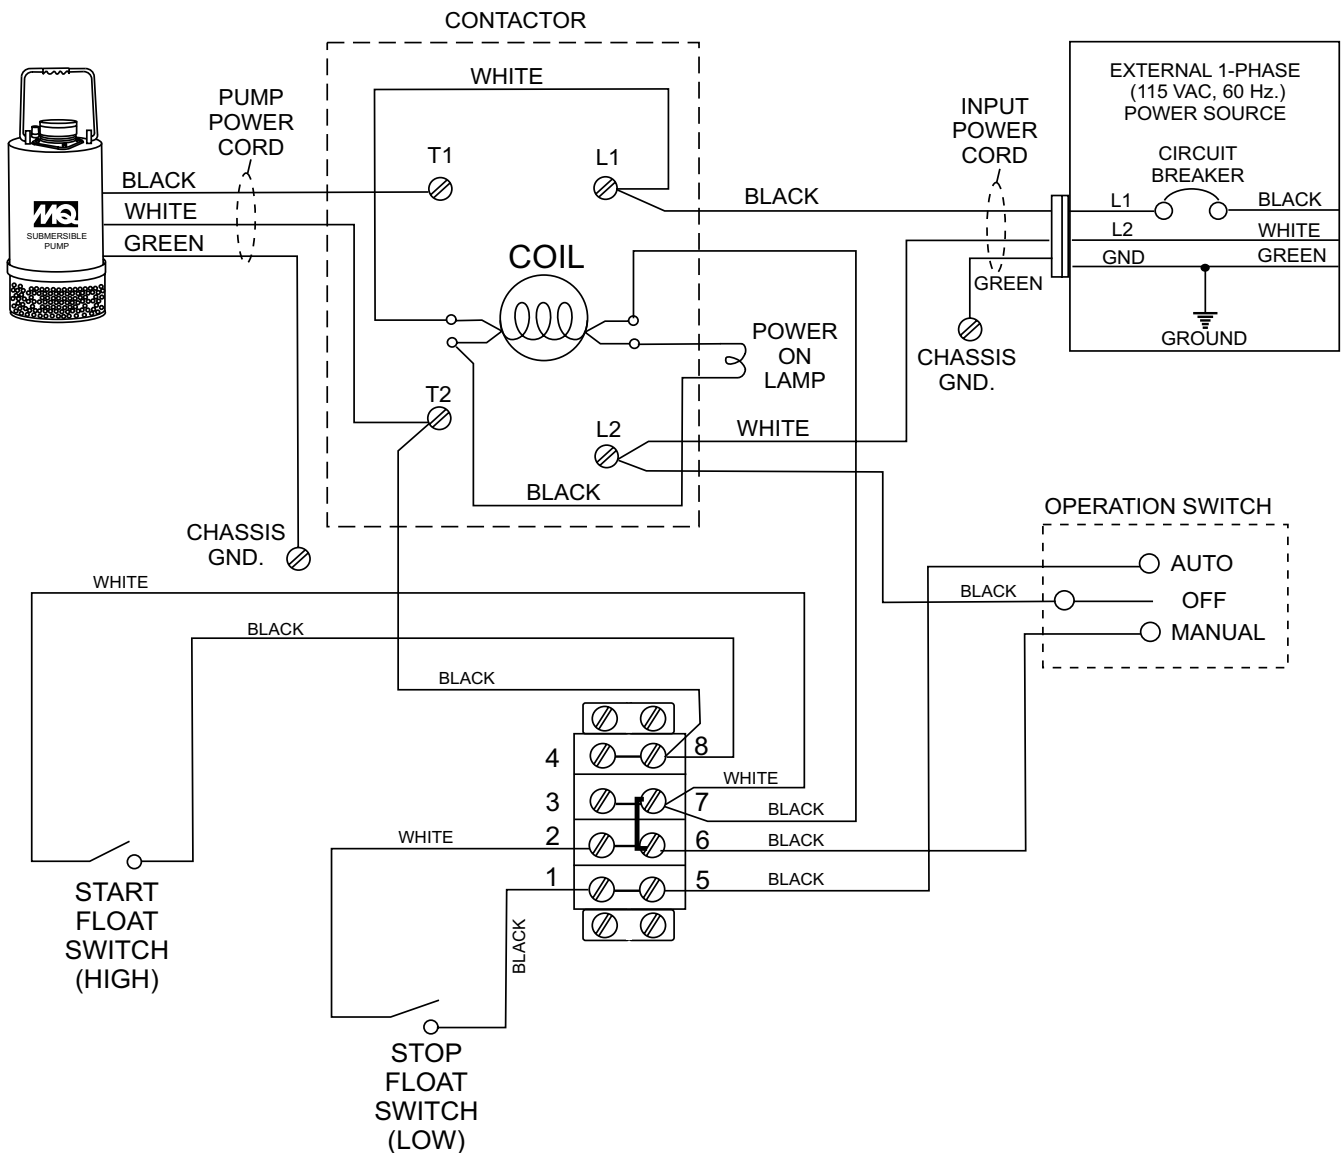 CONTACTOR
WHITE
PUMP
POWER
CORD
T1
L1
BLACK
WHITE
GREEN
MQ
SUBMERSIBLE
PUMP
COIL
BLACK
INPUT
POWER
CORD
EXTERNAL 1-PHASE
(115 VAC, 60 Hz.)
POWER SOURCE
CIRCUIT
BREAKER
L1
BLACK
L2
WHITE
GND
GREEN
GREEN
GROUND
CHASSIS
GND.
POWER
ON
LAMP
T2
L2
WHITE
BLACK
CHASSIS
GND.
OPERATION SWITCH
AUTO
BLACK
OFF
MANUAL
WHITE
BLACK
BLACK
4
8
WHITE
3
7
BLACK
WHITE
2
6
BLACK
1
5
BLACK
BLACK
START
FLOAT
SWITCH
(HIGH)
STOP
FLOAT
SWITCH
(LOW)